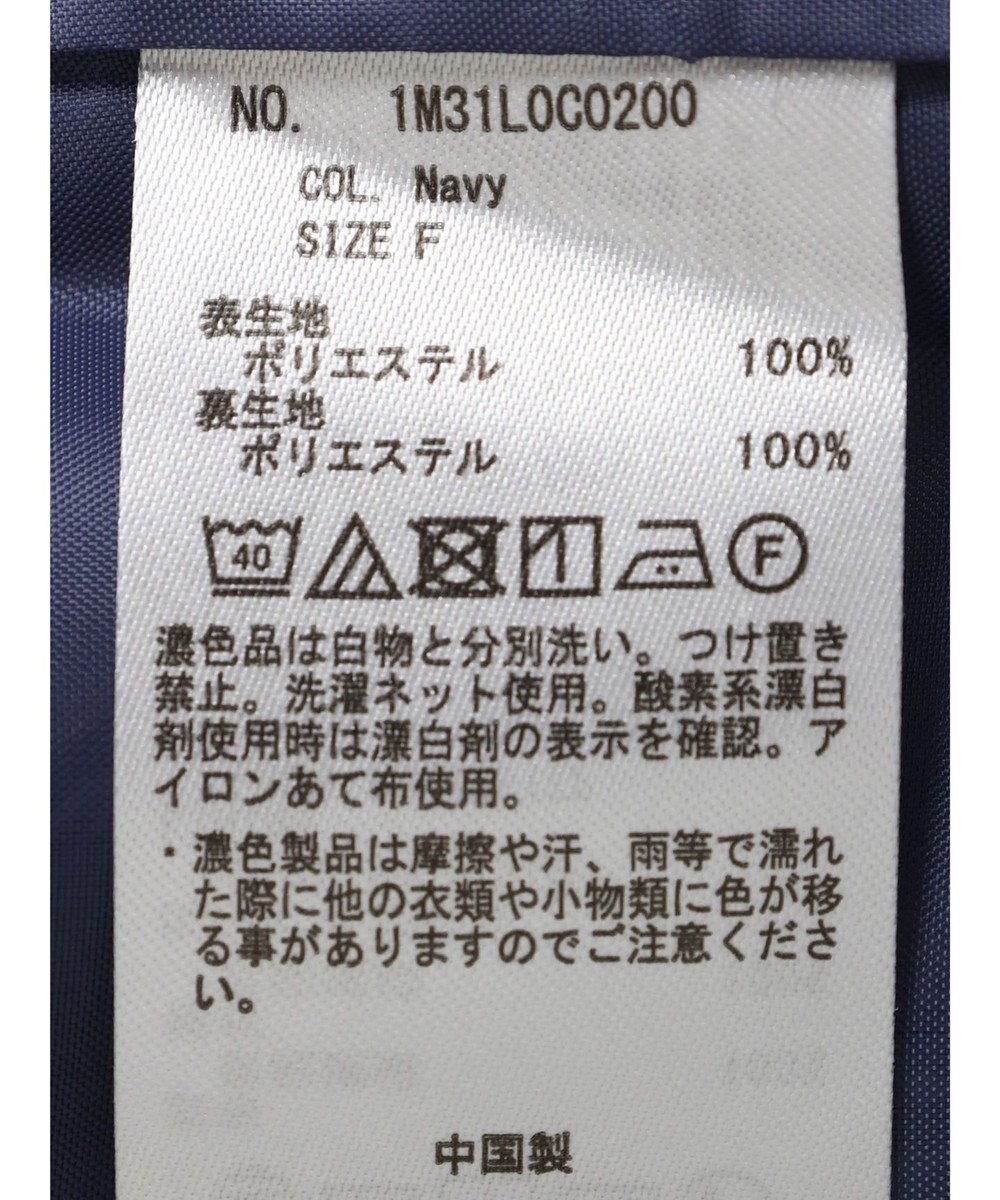 NO. 1M31L0C0200
COL. Navy
SIZE F
表生地
ポリエステル 100%
裏生地
ポリエステル 100%
40 F
濃色品は白物と分別洗い。つけ置き
禁止。洗濯ネット使用。酸素系漂白
剤使用時は漂白剤の表示を確認。ア
イロンあて布使用。
・濃色製品は摩擦や汗、雨等で濡れ
た際に他の衣類や小物類に色が移
る事がありますのでご注意くださ
い。
中国製